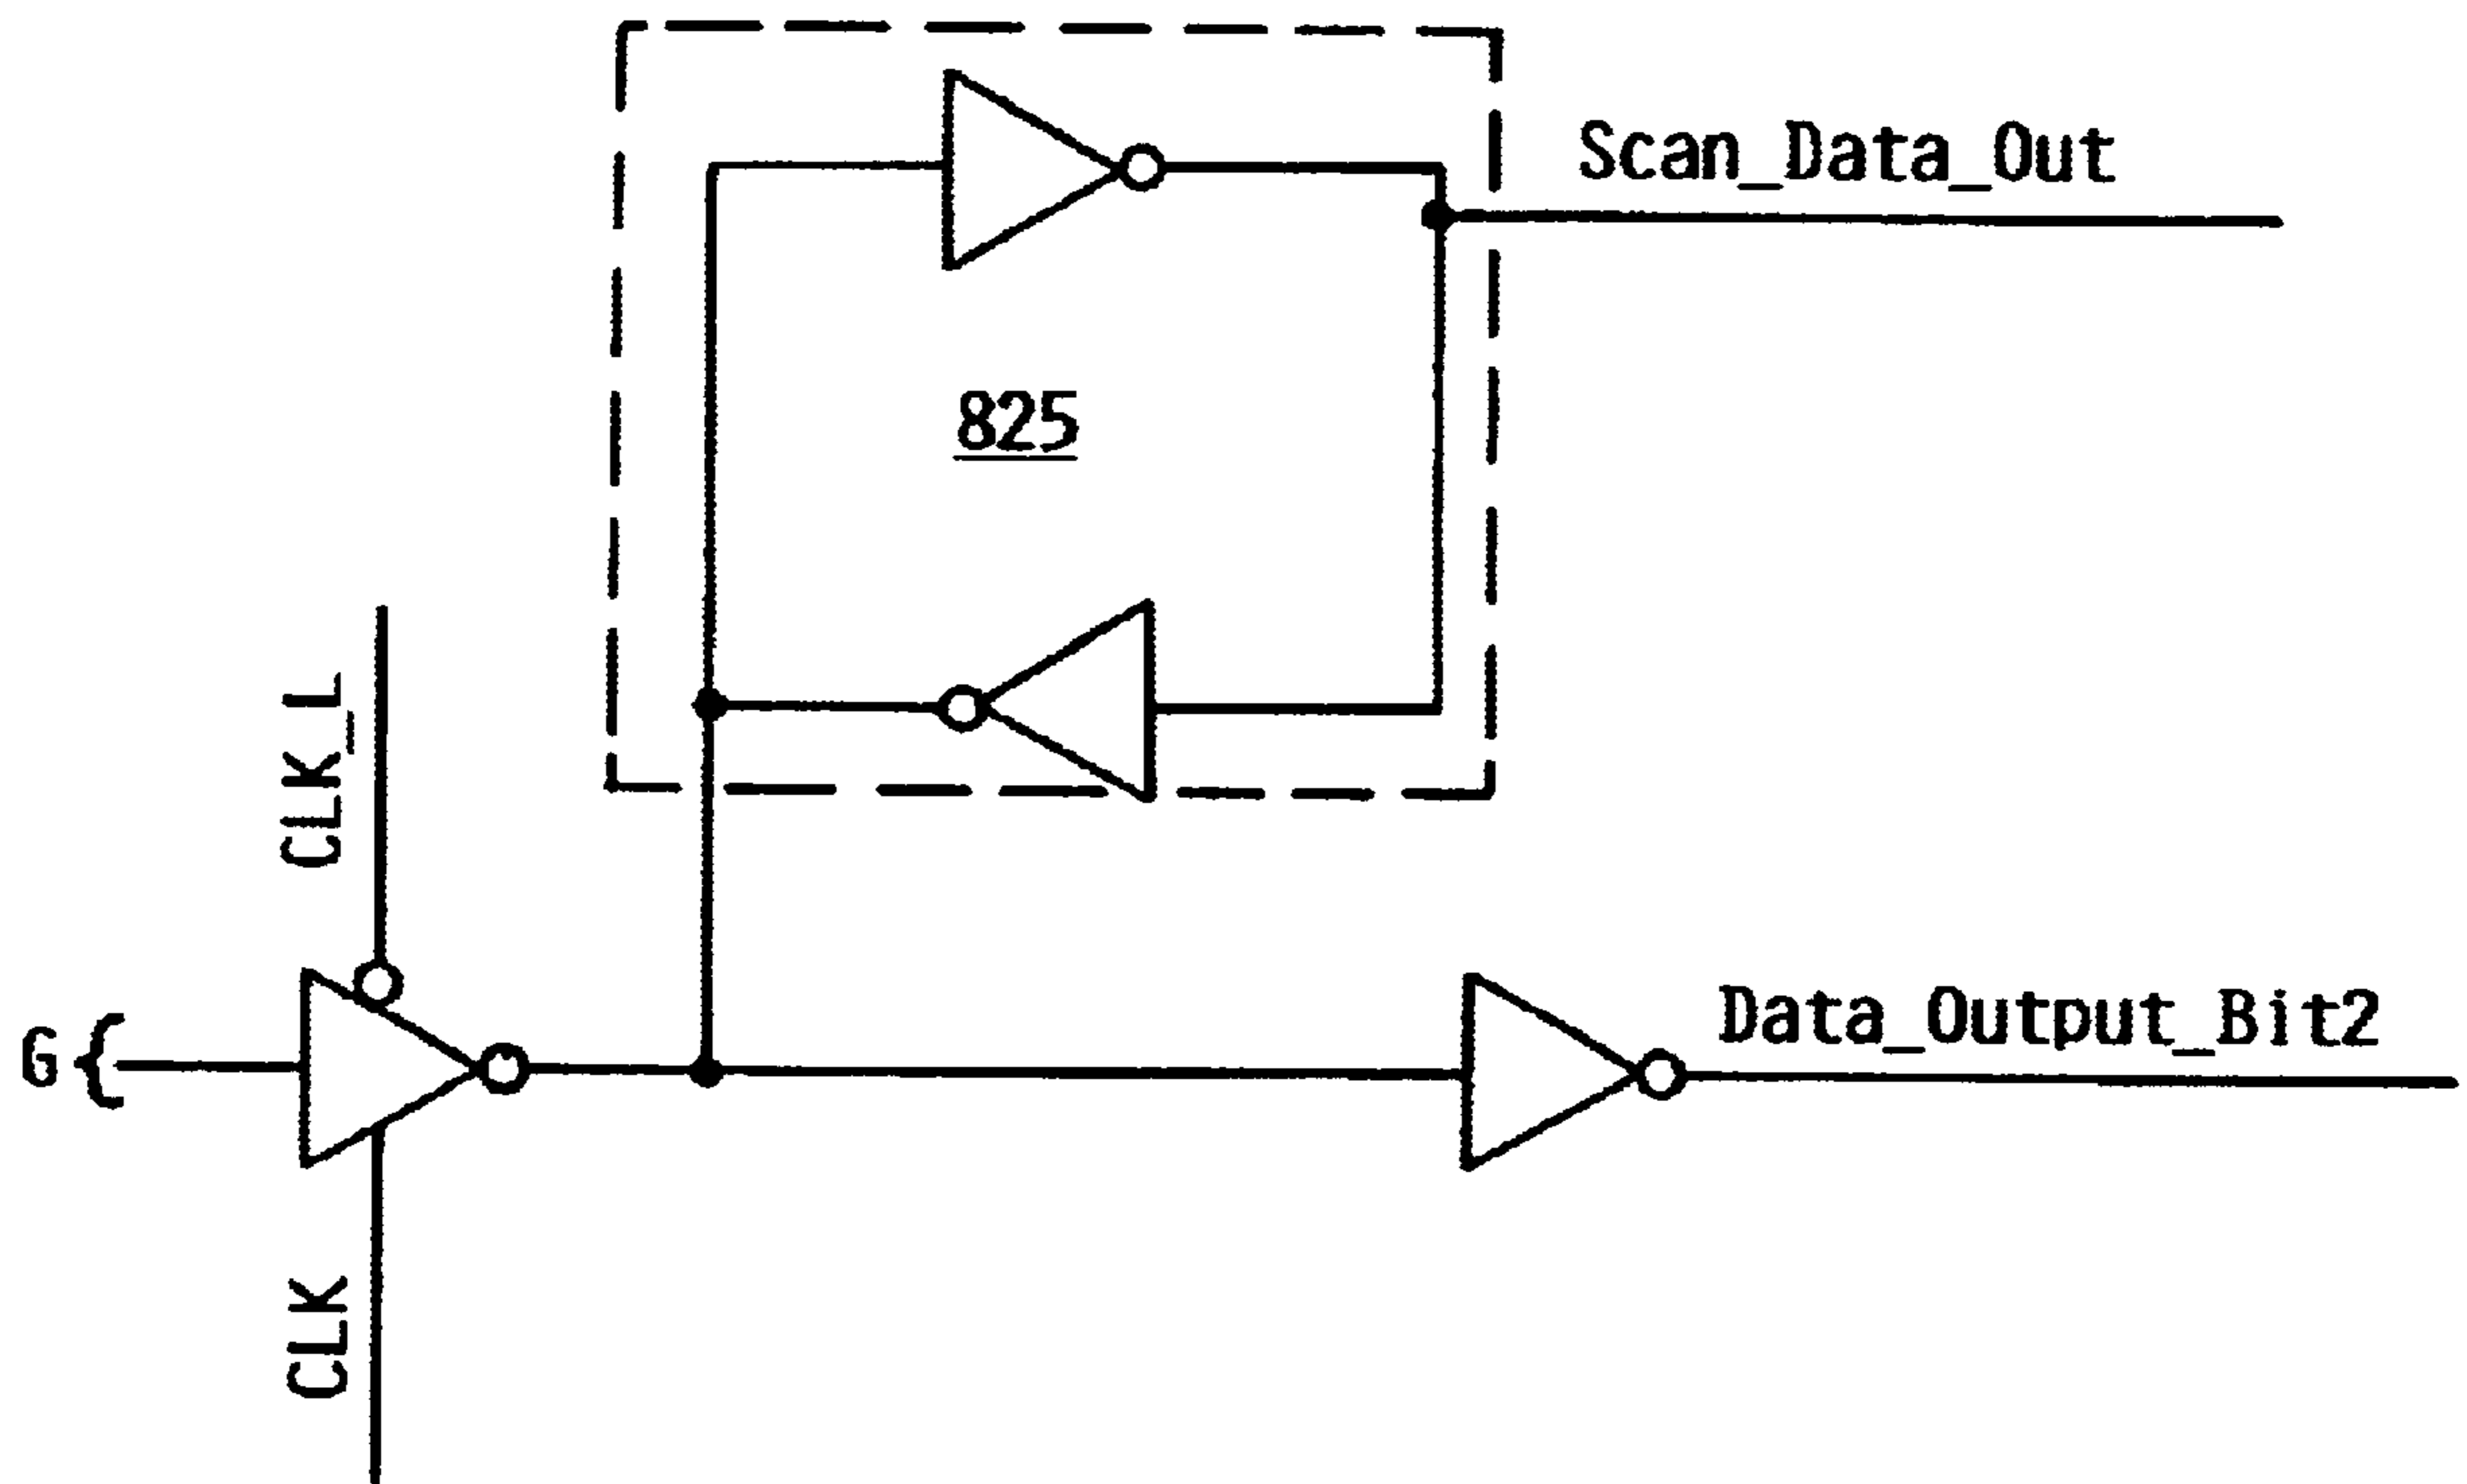 Scan_Data_Out
825
CLK_L
G
Data_Output_Bit2
CLK